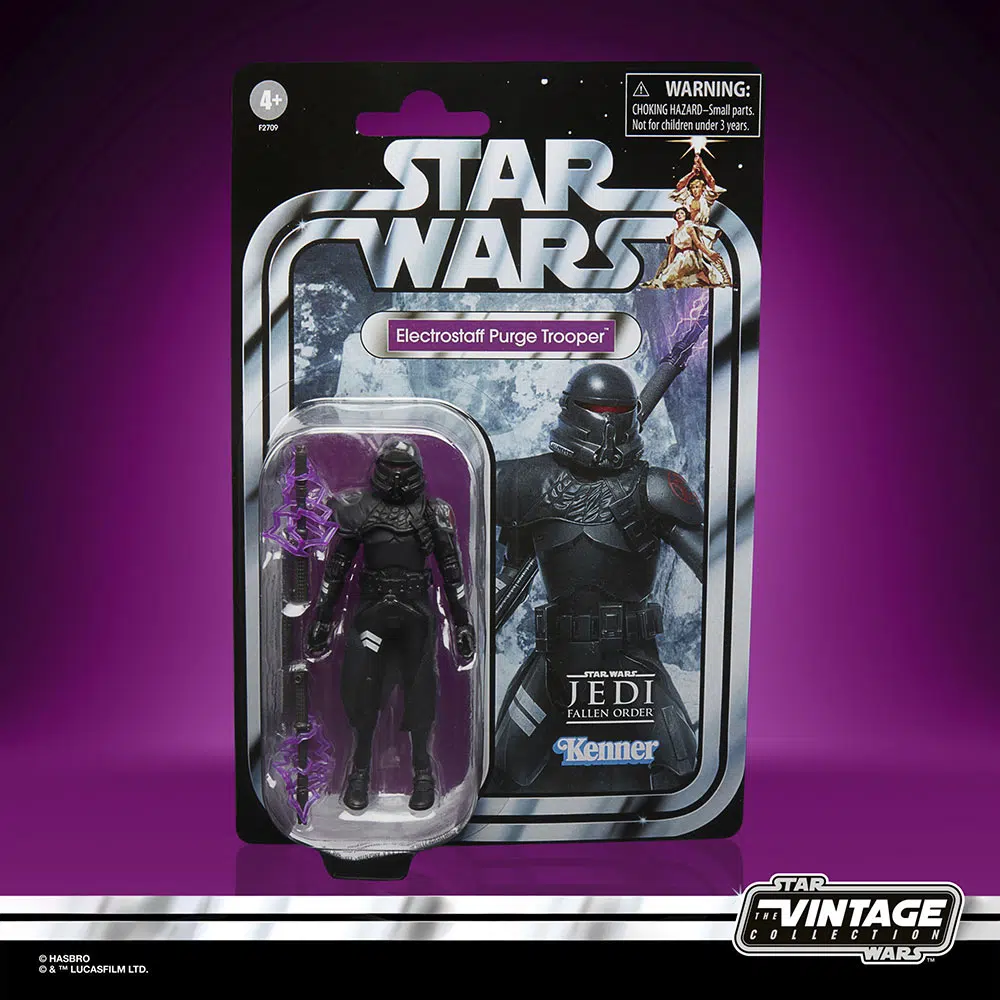 4+
F2709
⚠ WARNING:
CHOKING HAZARD–Small parts.
Not for children under 3 years.
STAR
WARS
Electrostaff Purge Trooper™
STAR WARS
JEDI
FALLEN ORDER
Kenner
STAR
THE VINTAGE
COLLECTION
WARS™
© HASBRO
© & ™ LUCASFILM LTD.